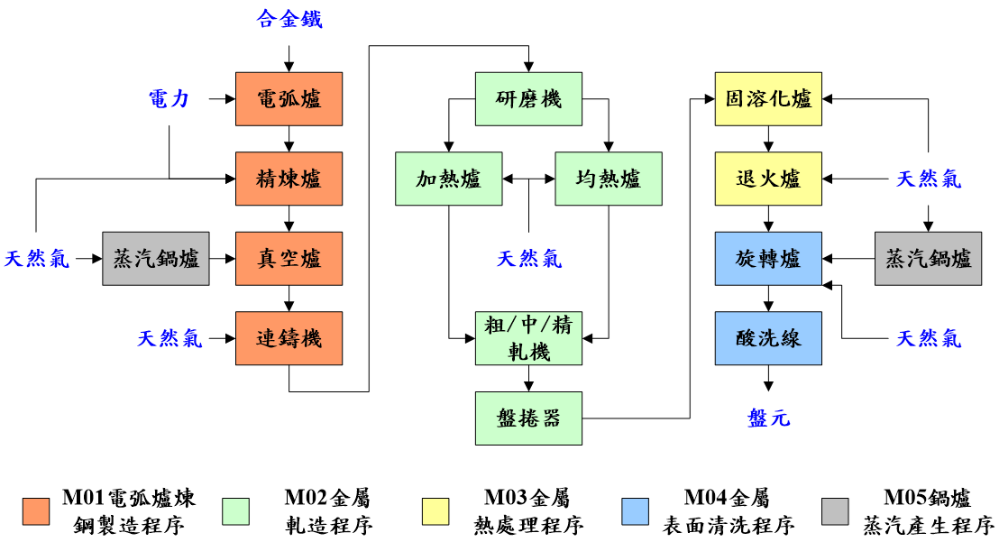 合金鐵
電力
電弧爐
精煉爐
天然氣
蒸汽鍋爐
真空爐
天然氣
連鑄機
研磨機
加熱爐
均熱爐
天然氣
粗/中/精
軋機
盤捲器
固溶化爐
退火爐
天然氣
旋轉爐
蒸汽鍋爐
酸洗線
天然氣
盤元
M01電弧爐煉
鋼製造程序
M02金屬
軋造程序
M03金屬
熱處理程序
M04金屬
表面清洗程序
M05鍋爐
蒸汽產生程序